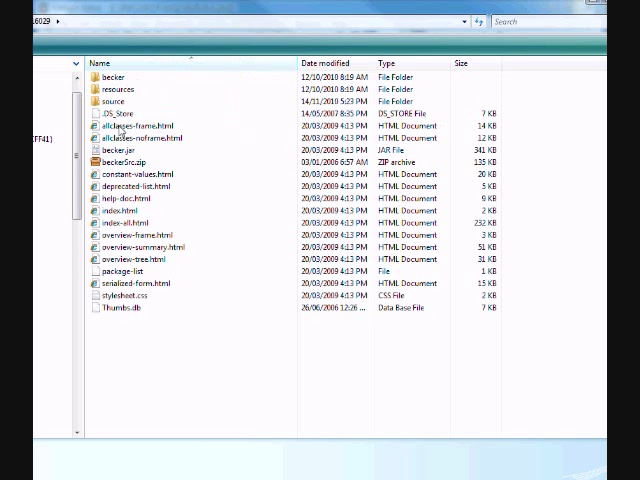 16029
Search
Name Date modified Type Size
becker 12/10/2010 8:19 AM File Folder
resources 12/10/2010 8:19 AM File Folder
source 14/11/2010 5:23 PM File Folder
.DS_Store 14/05/2007 8:35 PM DS_STORE File 7 KB
allclasses-frame.html 20/03/2009 4:13 PM HTML Document 14 KB
CFF41} allclasses-noframe.html 20/03/2009 4:13 PM HTML Document 12 KB
becker.jar 20/03/2009 4:13 PM JAR File 341 KB
beckerSrc.zip 03/01/2006 6:57 AM ZIP archive 135 KB
constant-values.html 20/03/2009 4:13 PM HTML Document 20 KB
deprecated-list.html 20/03/2009 4:13 PM HTML Document 5 KB
help-doc.html 20/03/2009 4:13 PM HTML Document 9 KB
index.html 20/03/2009 4:13 PM HTML Document 2 KB
index-all.html 20/03/2009 4:13 PM HTML Document 232 KB
overview-frame.html 20/03/2009 4:13 PM HTML Document 3 KB
overview-summary.html 20/03/2009 4:13 PM HTML Document 51 KB
overview-tree.html 20/03/2009 4:13 PM HTML Document 31 KB
package-list 20/03/2009 4:13 PM File 1 KB
serialized-form.html 20/03/2009 4:13 PM HTML Document 15 KB
stylesheet.css 20/03/2009 4:13 PM CSS File 2 KB
Thumbs.db 26/06/2006 12:26 ... Data Base File 7 KB